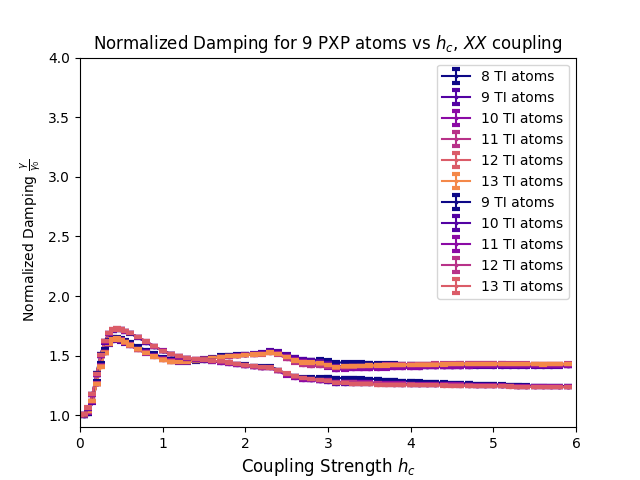 Normalized Damping for 9 PXP atoms vs $h_c$, $XX$ coupling
Normalized Damping $\frac{\gamma}{\gamma_0}$
4.0
3.5
3.0
2.5
2.0
1.5
1.0
8 TI atoms
9 TI atoms
10 TI atoms
11 TI atoms
12 TI atoms
13 TI atoms
9 TI atoms
10 TI atoms
11 TI atoms
12 TI atoms
13 TI atoms
0 1 2 3 4 5 6
Coupling Strength $h_c$